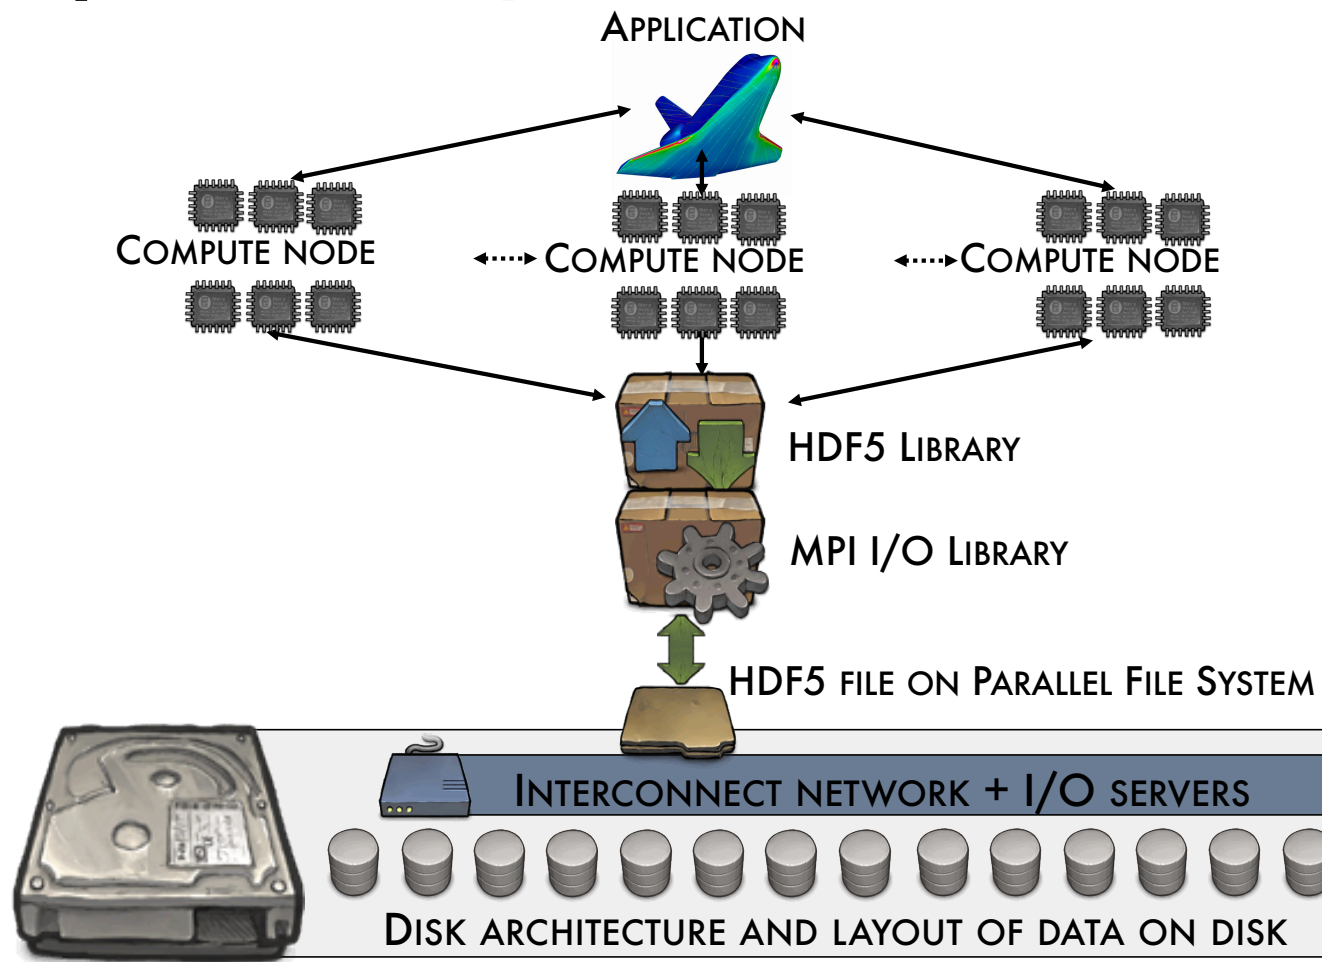 APPLICATION
COMPUTE NODE
COMPUTE NODE
COMPUTE NODE
HDF5 LIBRARY
MPI I/O LIBRARY
HDF5 FILE ON PARALLEL FILE SYSTEM
INTERCONNECT NETWORK + I/O SERVERS
DISK ARCHITECTURE AND LAYOUT OF DATA ON DISK